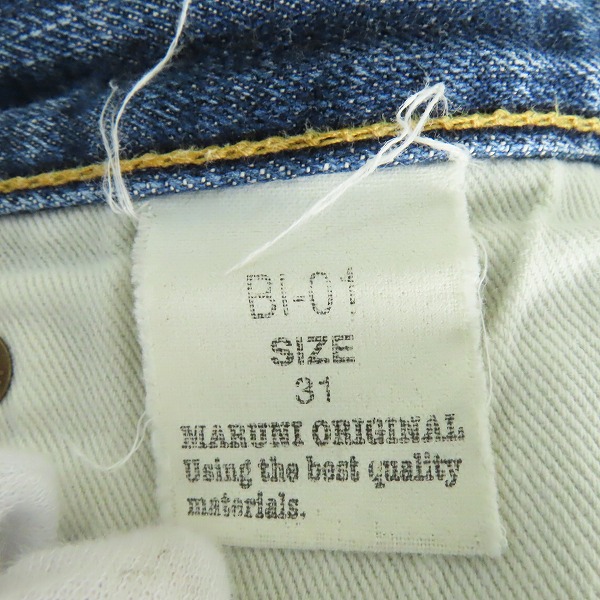 BI-01
SIZE
31
MARUNI ORIGINAL
Using the best quality
materials.